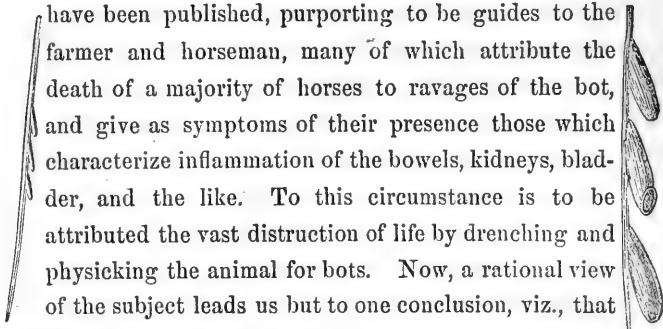 have been published, purporting to be guides to the
farmer and horseman, many of which attribute the
death of a majority of horses to ravages of the bot,
and give as symptoms of their presence those which
characterize inflammation of the bowels, kidneys, blad-
der, and the like. To this circumstance is to be
attributed the vast distruction of life by drenching and
physicking the animal for bots. Now, a rational view
of the subject leads us but to one conclusion, viz., that